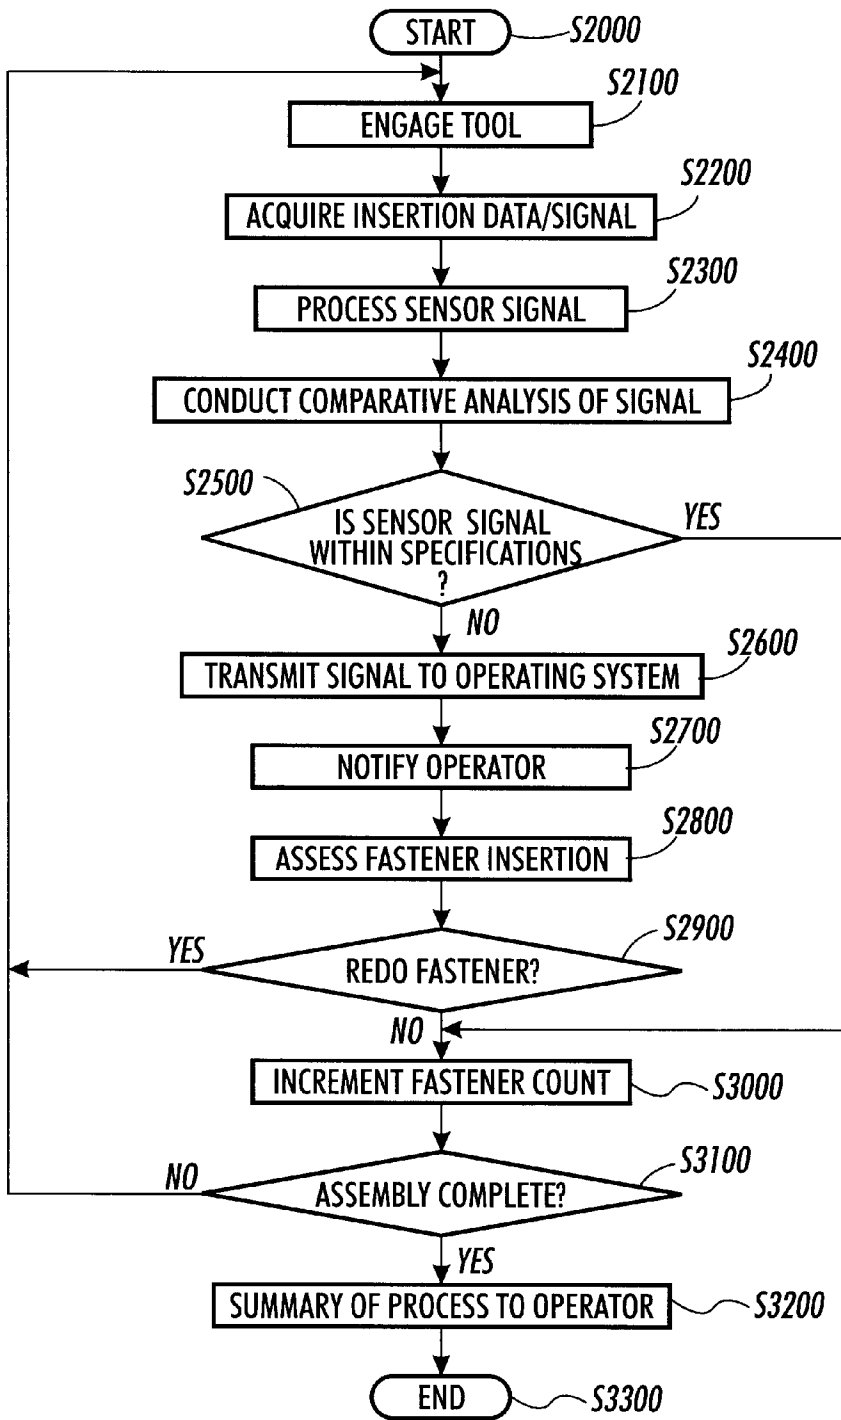 START
S2000
S2100
ENGAGE TOOL
S2200
ACQUIRE INSERTION DATA/SIGNAL
S2300
PROCESS SENSOR SIGNAL
S2400
CONDUCT COMPARATIVE ANALYSIS OF SIGNAL
S2500
IS SENSOR SIGNAL
WITHIN SPECIFICATIONS
?
YES
NO
S2600
TRANSMIT SIGNAL TO OPERATING SYSTEM
S2700
NOTIFY OPERATOR
S2800
ASSESS FASTENER INSERTION
S2900
YES
REDO FASTENER?
NO
INCREMENT FASTENER COUNT
S3000
S3100
NO
ASSEMBLY COMPLETE?
YES
SUMMARY OF PROCESS TO OPERATOR
S3200
END
S3300